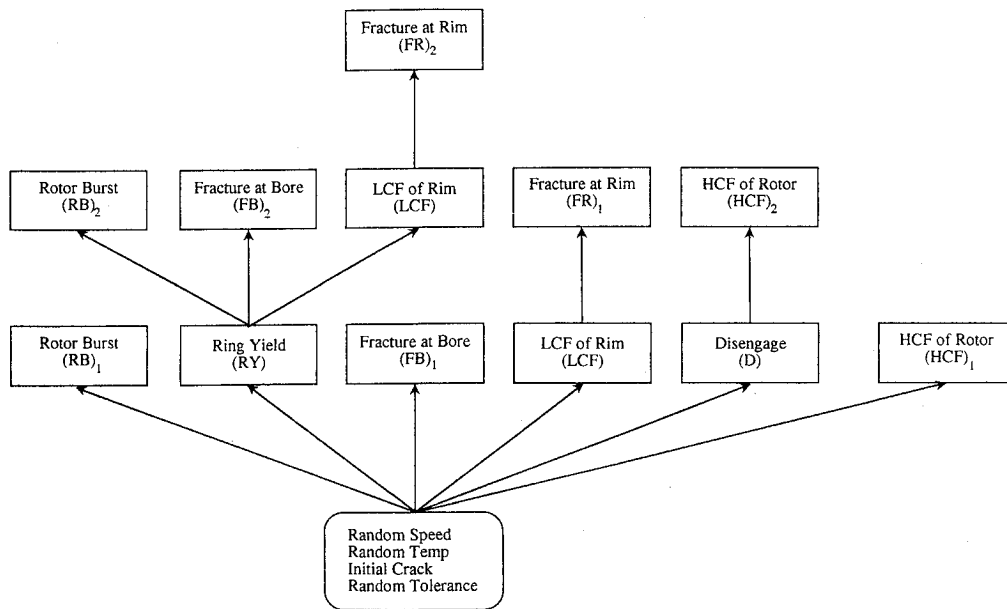 Fracture at Rim
(FR)2
Rotor Burst
(RB)2
Fracture at Bore
(FB)2
LCF of Rim
(LCF)
Fracture at Rim
(FR)1
HCF of Rotor
(HCF)2
Rotor Burst
(RB)1
Ring Yield
(RY)
Fracture at Bore
(FB)1
LCF of Rim
(LCF)
Disengage
(D)
HCF of Rotor
(HCF)1
Random Speed
Random Temp
Initial Crack
Random Tolerance